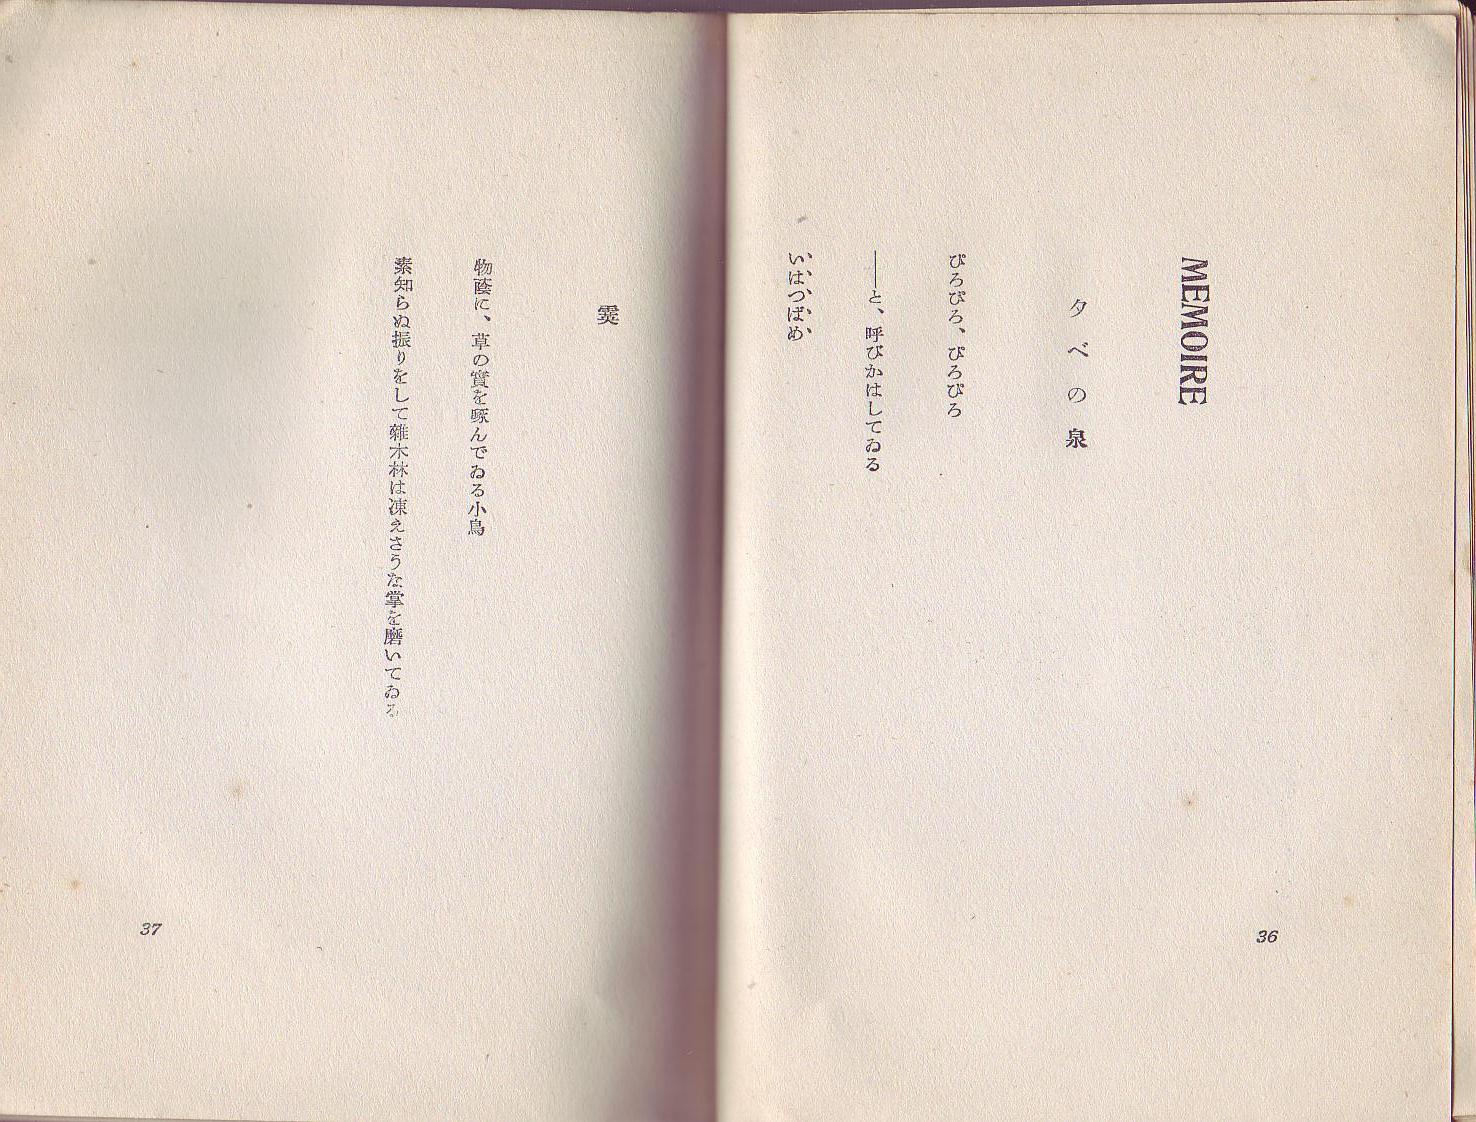 MEMOIRE
夕べの泉
ぴろぴろ、ぴろぴろ
――と、呼びかはしてゐる
いはつばめ
36
霙
物蔭に、草の實を啄んでゐる小鳥
素知らぬ振りをして雜木林は凍えさうな掌を磨いてゐる
37